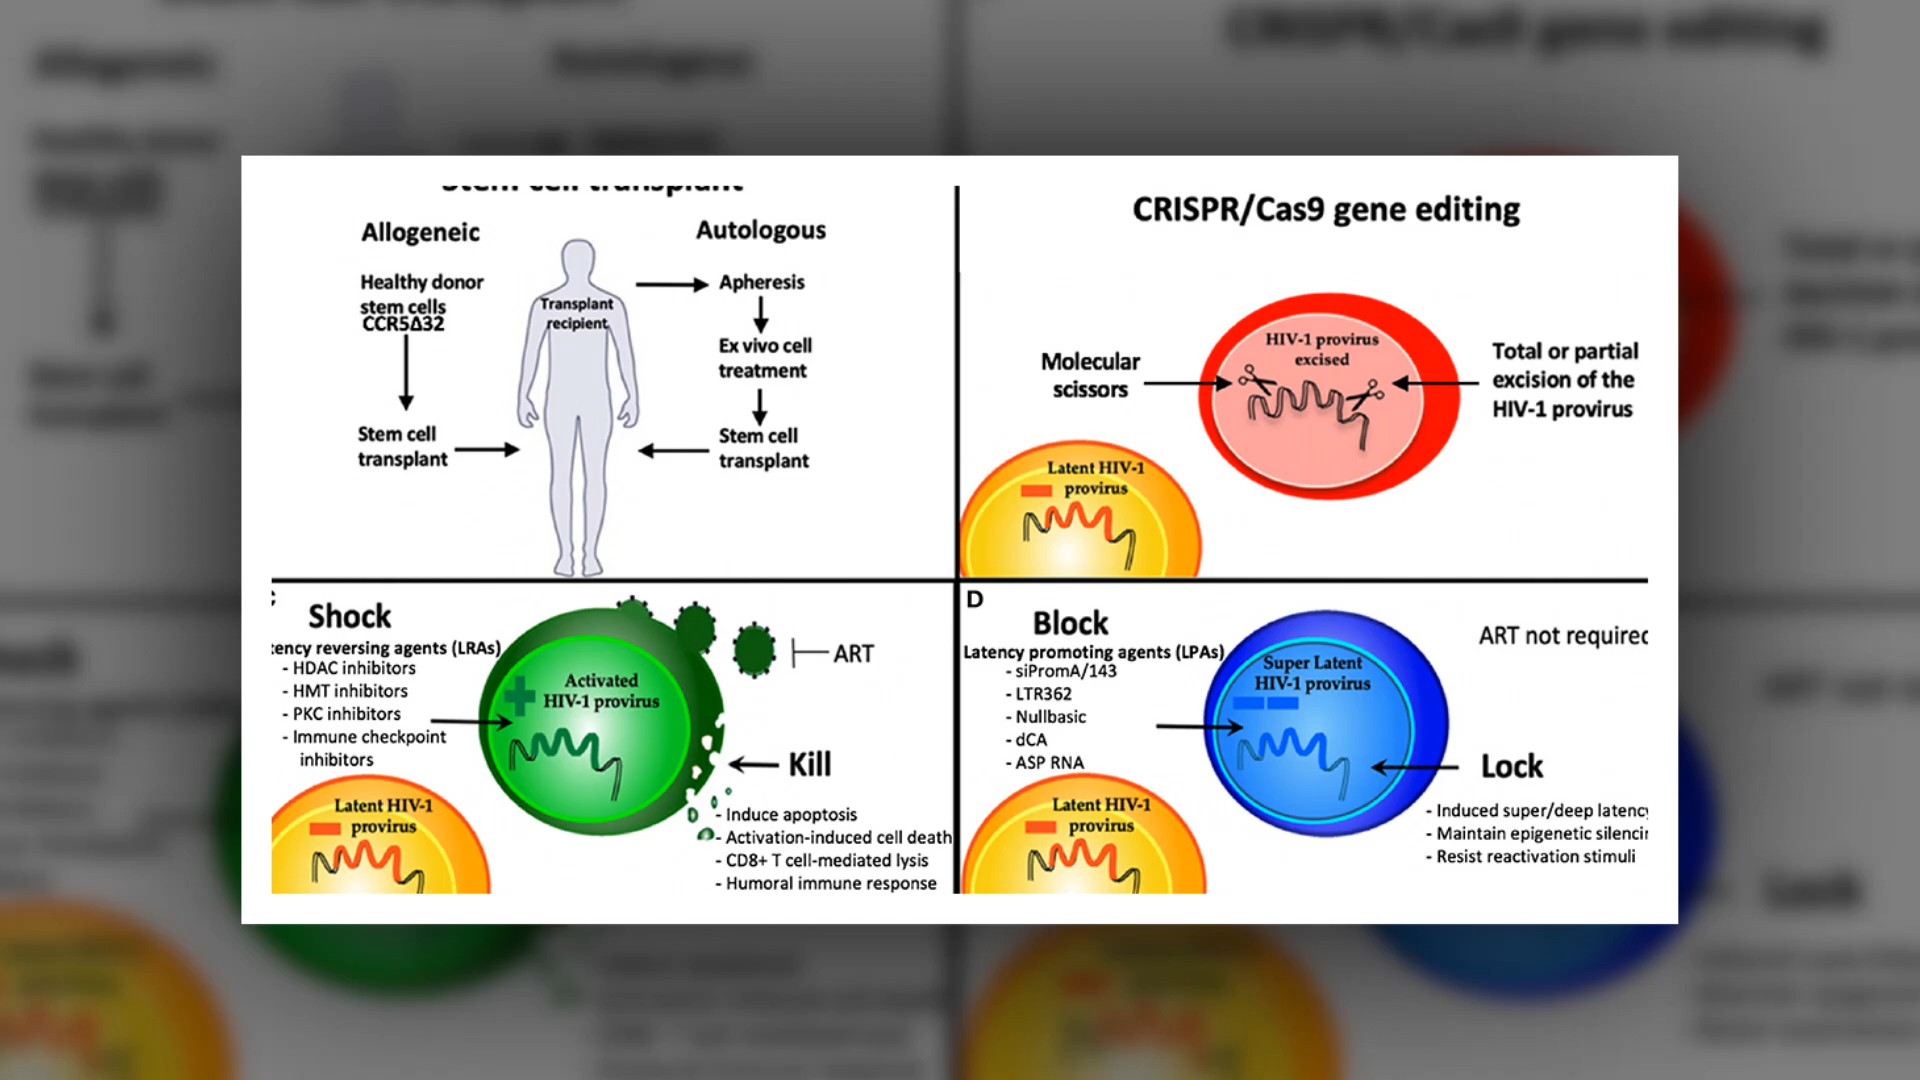 Stem cell transplant
Allogeneic
Autologous
Healthy donor
stem cells
CCR5Δ32
Stem cell
transplant
Transplant
recipient
Apheresis
Ex vivo cell
treatment
Stem cell
transplant
CRISPR/Cas9 gene editing
Molecular
scissors
HIV-1 provirus
excised
Total or partial
excision of the
HIV-1 provirus
Latent HIV-1
provirus
Shock
tency reversing agents (LRAs)
- HDAC inhibitors
- HMT inhibitors
- PKC inhibitors
- Immune checkpoint
inhibitors
Activated
HIV-1 provirus
ART
Kill
- Induce apoptosis
- Activation-induced cell death
- CD8+ T cell-mediated lysis
- Humoral immune response
Latent HIV-1
provirus
D
Block
Latency promoting agents (LPAs)
- siPromA/143
- LTR362
- Nullbasic
- dCA
- ASP RNA
Super Latent
HIV-1 provirus
ART not required
Lock
- Induced super/deep latency
- Maintain epigenetic silencin
- Resist reactivation stimuli
Latent HIV-1
provirus